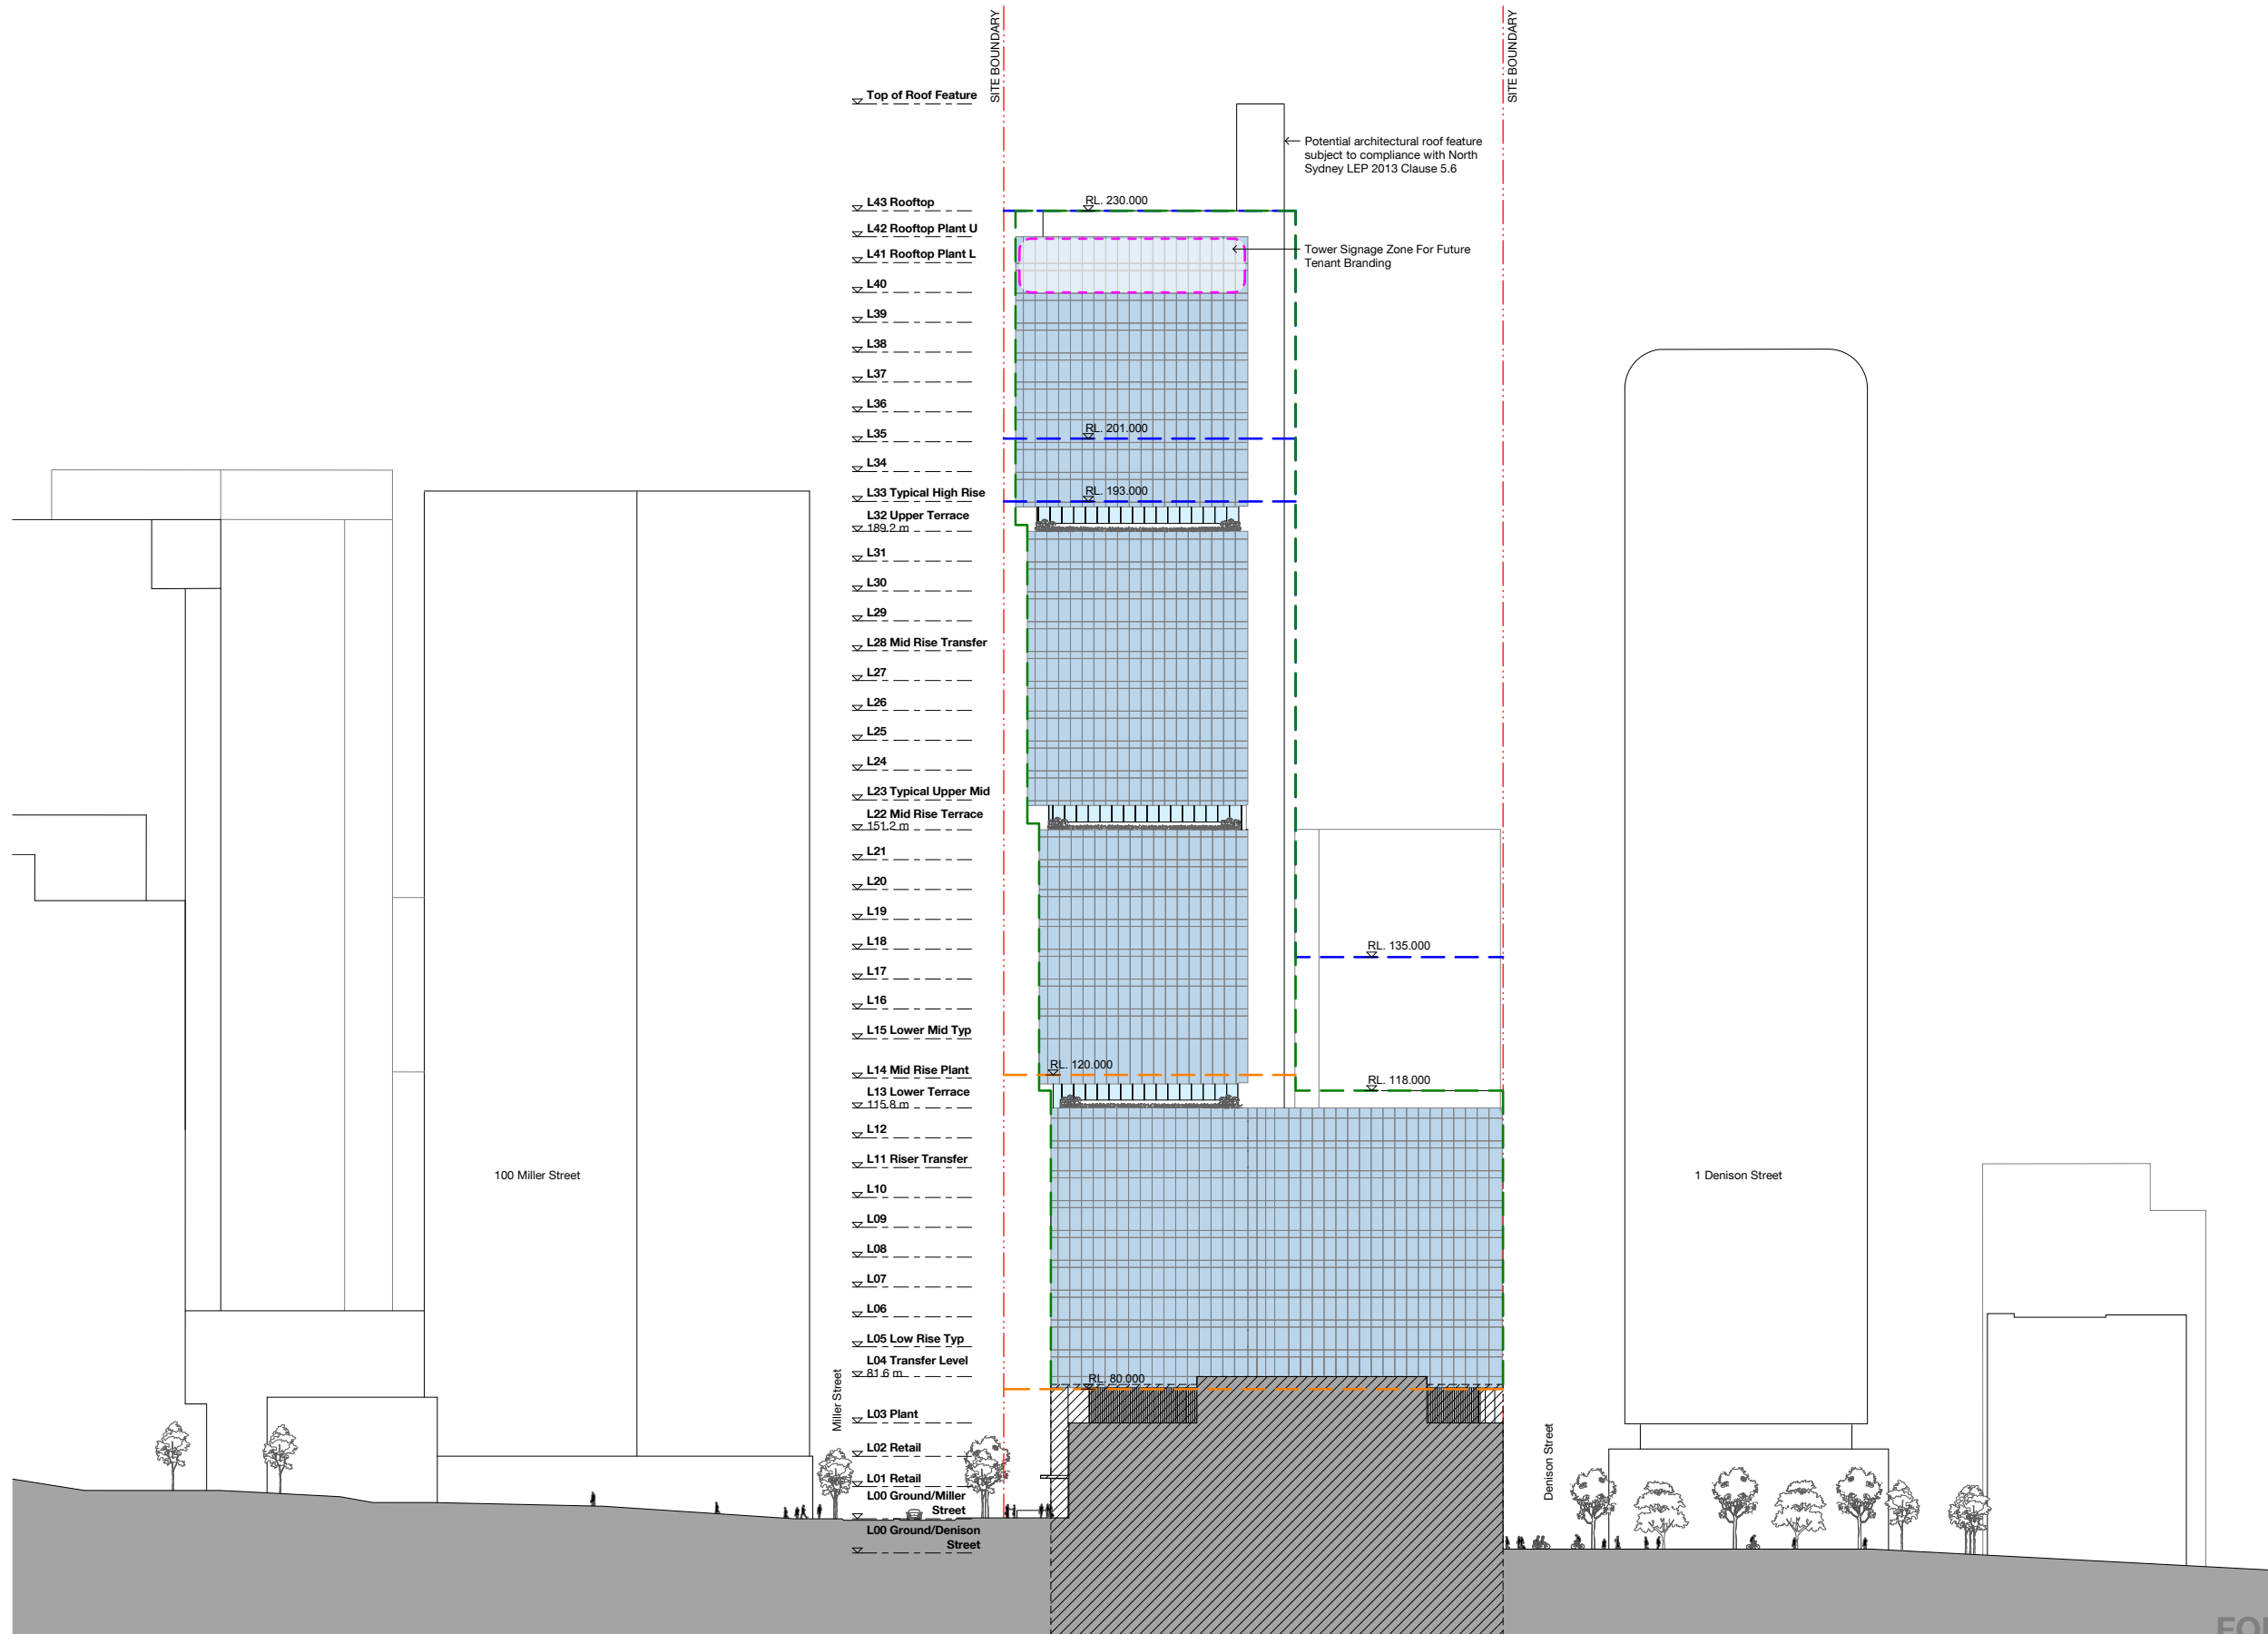 SITE BOUNDARY
SITE BOUNDARY
Top of Roof Feature
Potential architectural roof feature
subject to compliance with North
Sydney LEP 2013 Clause 5.6
L43 Rooftop
RL. 230.000
L42 Rooftop Plant U
Tower Signage Zone For Future
Tenant Branding
L41 Rooftop Plant L
L40
L39
L38
L37
L36
L35
RL. 201.000
L34
L33 Typical High Rise
RL. 193.000
L32 Upper Terrace
189.2 m
L31
L30
L29
L28 Mid Rise Transfer
L27
L26
L25
L24
L23 Typical Upper Mid
L22 Mid Rise Terrace
151.2 m
L21
L20
L19
L18
RL. 135.000
L17
L16
L15 Lower Mid Typ
L14 Mid Rise Plant
RL. 120.000
RL. 118.000
L13 Lower Terrace
115.8 m
L12
L11 Riser Transfer
100 Miller Street
1 Denison Street
L10
L09
L08
L07
L06
L05 Low Rise Typ
L04 Transfer Level
81.6 m
RL. 80.000
Miller Street
L03 Plant
L02 Retail
Denison Street
L01 Retail
L00 Ground/Miller
Street
L00 Ground/Denison
Street